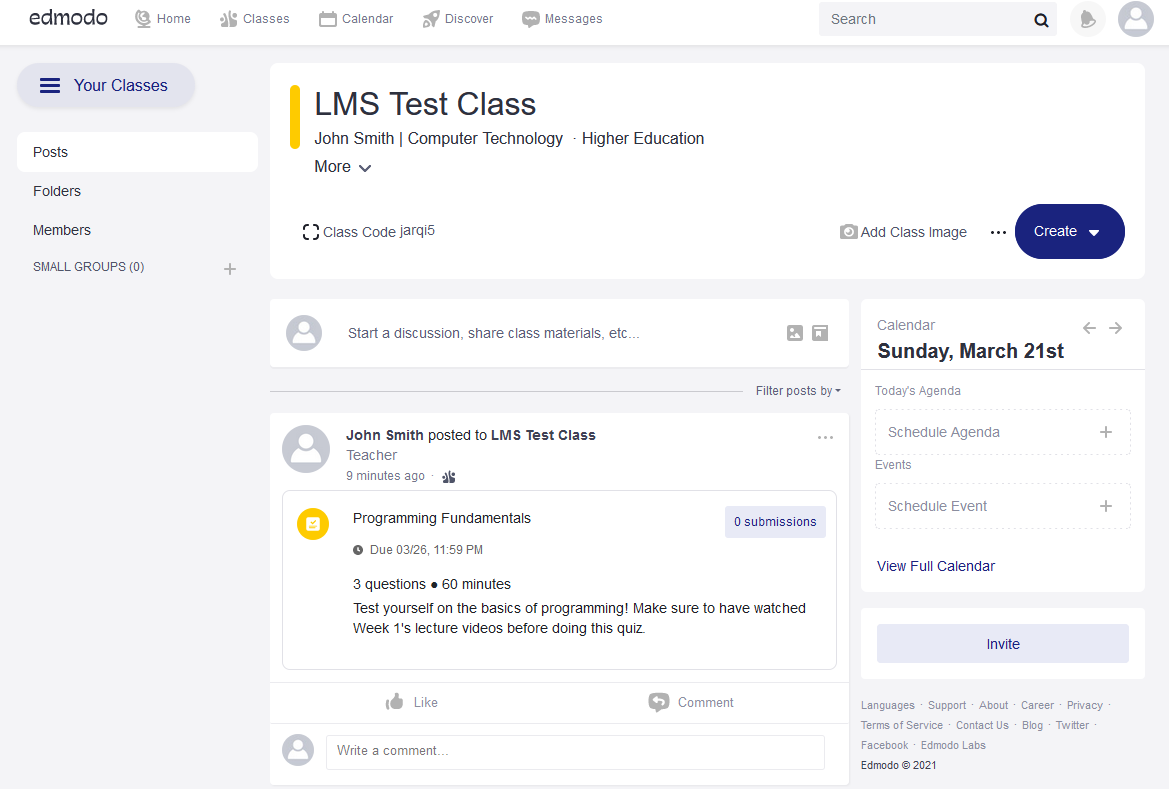 edmodo
Home
Classes
Calendar
Discover
Messages
Search
Your Classes
Posts
Folders
Members
SMALL GROUPS (0)
LMS Test Class
John Smith | Computer Technology · Higher Education
More
Class Code jarqi5
Add Class Image
Create
Start a discussion, share class materials, etc...
Filter posts by
John Smith posted to LMS Test Class
Teacher
9 minutes ago ·
Programming Fundamentals
0 submissions
Due 03/26, 11:59 PM
3 questions ● 60 minutes
Test yourself on the basics of programming! Make sure to have watched
Week 1's lecture videos before doing this quiz.
Like
Comment
Write a comment...
Calendar
Sunday, March 21st
Today's Agenda
Schedule Agenda
Events
Schedule Event
View Full Calendar
Invite
Languages · Support · About · Career · Privacy ·
Terms of Service · Contact Us · Blog · Twitter ·
Facebook · Edmodo Labs
Edmodo © 2021